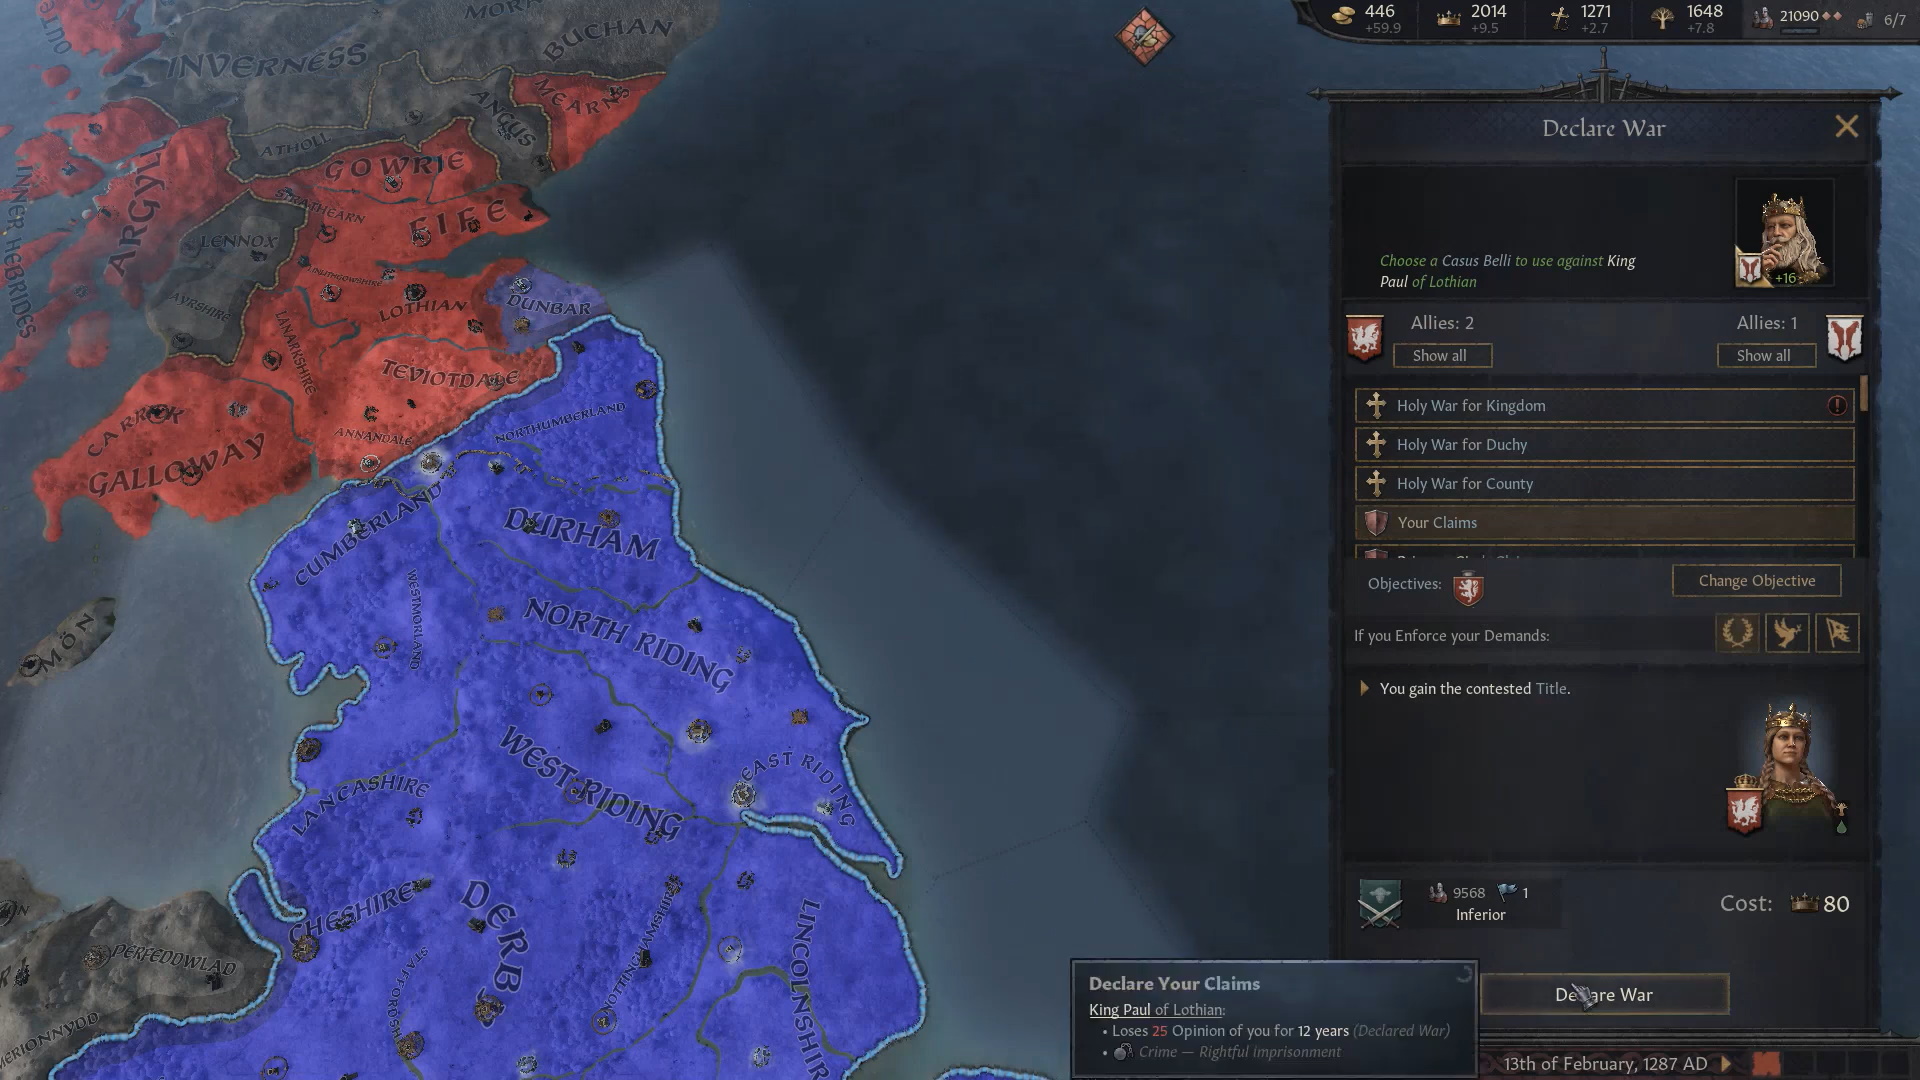 446
+59.9
2014
+9.5
1271
+2.7
1648
+7.8
21090
6/7
INVERNESS
BUCHAN
MEARNS
ANGUS
ATHOLL
GOWRIE
ARGYLL
INNER HEBRIDES
STRATHEARN
FIFE
LENNOX
LINLITHGOWSHIRE
AYRSHIRE
LOTHIAN
DUNBAR
LANARKSHIRE
TEVIOTDALE
CARRICK
ANNANDALE
GALLOWAY
NORTHUMBERLAND
CUMBERLAND
DURHAM
WESTMORLAND
NORTH RIDING
MÖN
WEST RIDING
EAST RIDING
LANCASHIRE
CHESHIRE
DERB
NOTTINGHAMSHIRE
LINCOLNSHIRE
PERFEDDWLAD
Declare War
Choose a Casus Belli to use against King
Paul of Lothian
+16
Allies: 2
Allies: 1
Show all
Show all
Holy War for Kingdom
Holy War for Duchy
Holy War for County
Your Claims
Objectives:
Change Objective
If you Enforce your Demands:
You gain the contested Title.
9568
1
Inferior
Cost:
80
Declare War
Declare Your Claims
King Paul of Lothian:
• Loses 25 Opinion of you for 12 years (Declared War)
• Crime — Rightful imprisonment
13th of February, 1287 AD